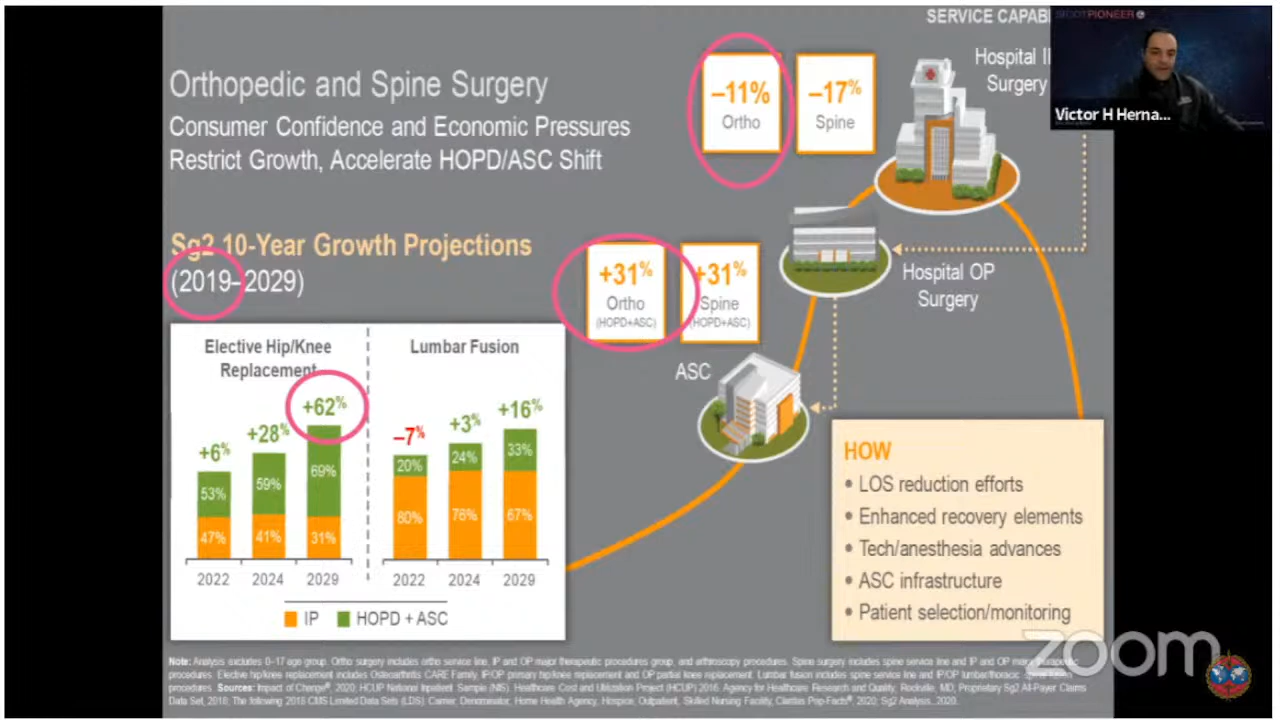 SERVICE CAPABI
PIONEER
Victor H Herna...
Orthopedic and Spine Surgery
Consumer Confidence and Economic Pressures
Restrict Growth, Accelerate HOPD/ASC Shift
–11%
Ortho
–17%
Spine
Hospital I
Surgery
Sg2 10-Year Growth Projections
(2019–2029)
+31%
Ortho
(HOPD+ASC)
+31%
Spine
(HOPD+ASC)
Hospital OP
Surgery
ASC
Elective Hip/Knee
Replacement
+6%
+28%
+62%
53%
59%
69%
47%
41%
31%
2022
2024
2029
Lumbar Fusion
–7%
+3%
+16%
20%
24%
33%
80%
76%
67%
2022
2024
2029
IP
HOPD + ASC
HOW
• LOS reduction efforts
• Enhanced recovery elements
• Tech/anesthesia advances
• ASC infrastructure
• Patient selection/monitoring
zoom
Note: Analysis excludes 0–17 age group. Ortho surgery includes ortho service line, IP and OP major therapeutic procedures group, and arthroscopy procedures. Spine surgery includes spine service line and IP and OP major therapeutic
procedures. Elective hip/knee replacement includes Osteoarthritis CARE Family, IP/OP primary hip/knee replacement and OP partial knee replacement. Lumbar fusion includes spine service line and IP/OP lumbar/thoracic fusion
procedures. Sources: Impact of Change®, 2020; HCUP National Inpatient Sample (NIS). Healthcare Cost and Utilization Project (HCUP) 2016. Agency for Healthcare Research and Quality, Rockville, MD; Proprietary Sg2 All-Payer Claims
Data Set, 2018; The following 2018 CMS Limited Data Sets (LDS): Carrier, Denominator, Home Health Agency, Hospice, Outpatient, Skilled Nursing Facility; Claritas Pop-Facts®, 2020; Sg2 Analysis, 2020.